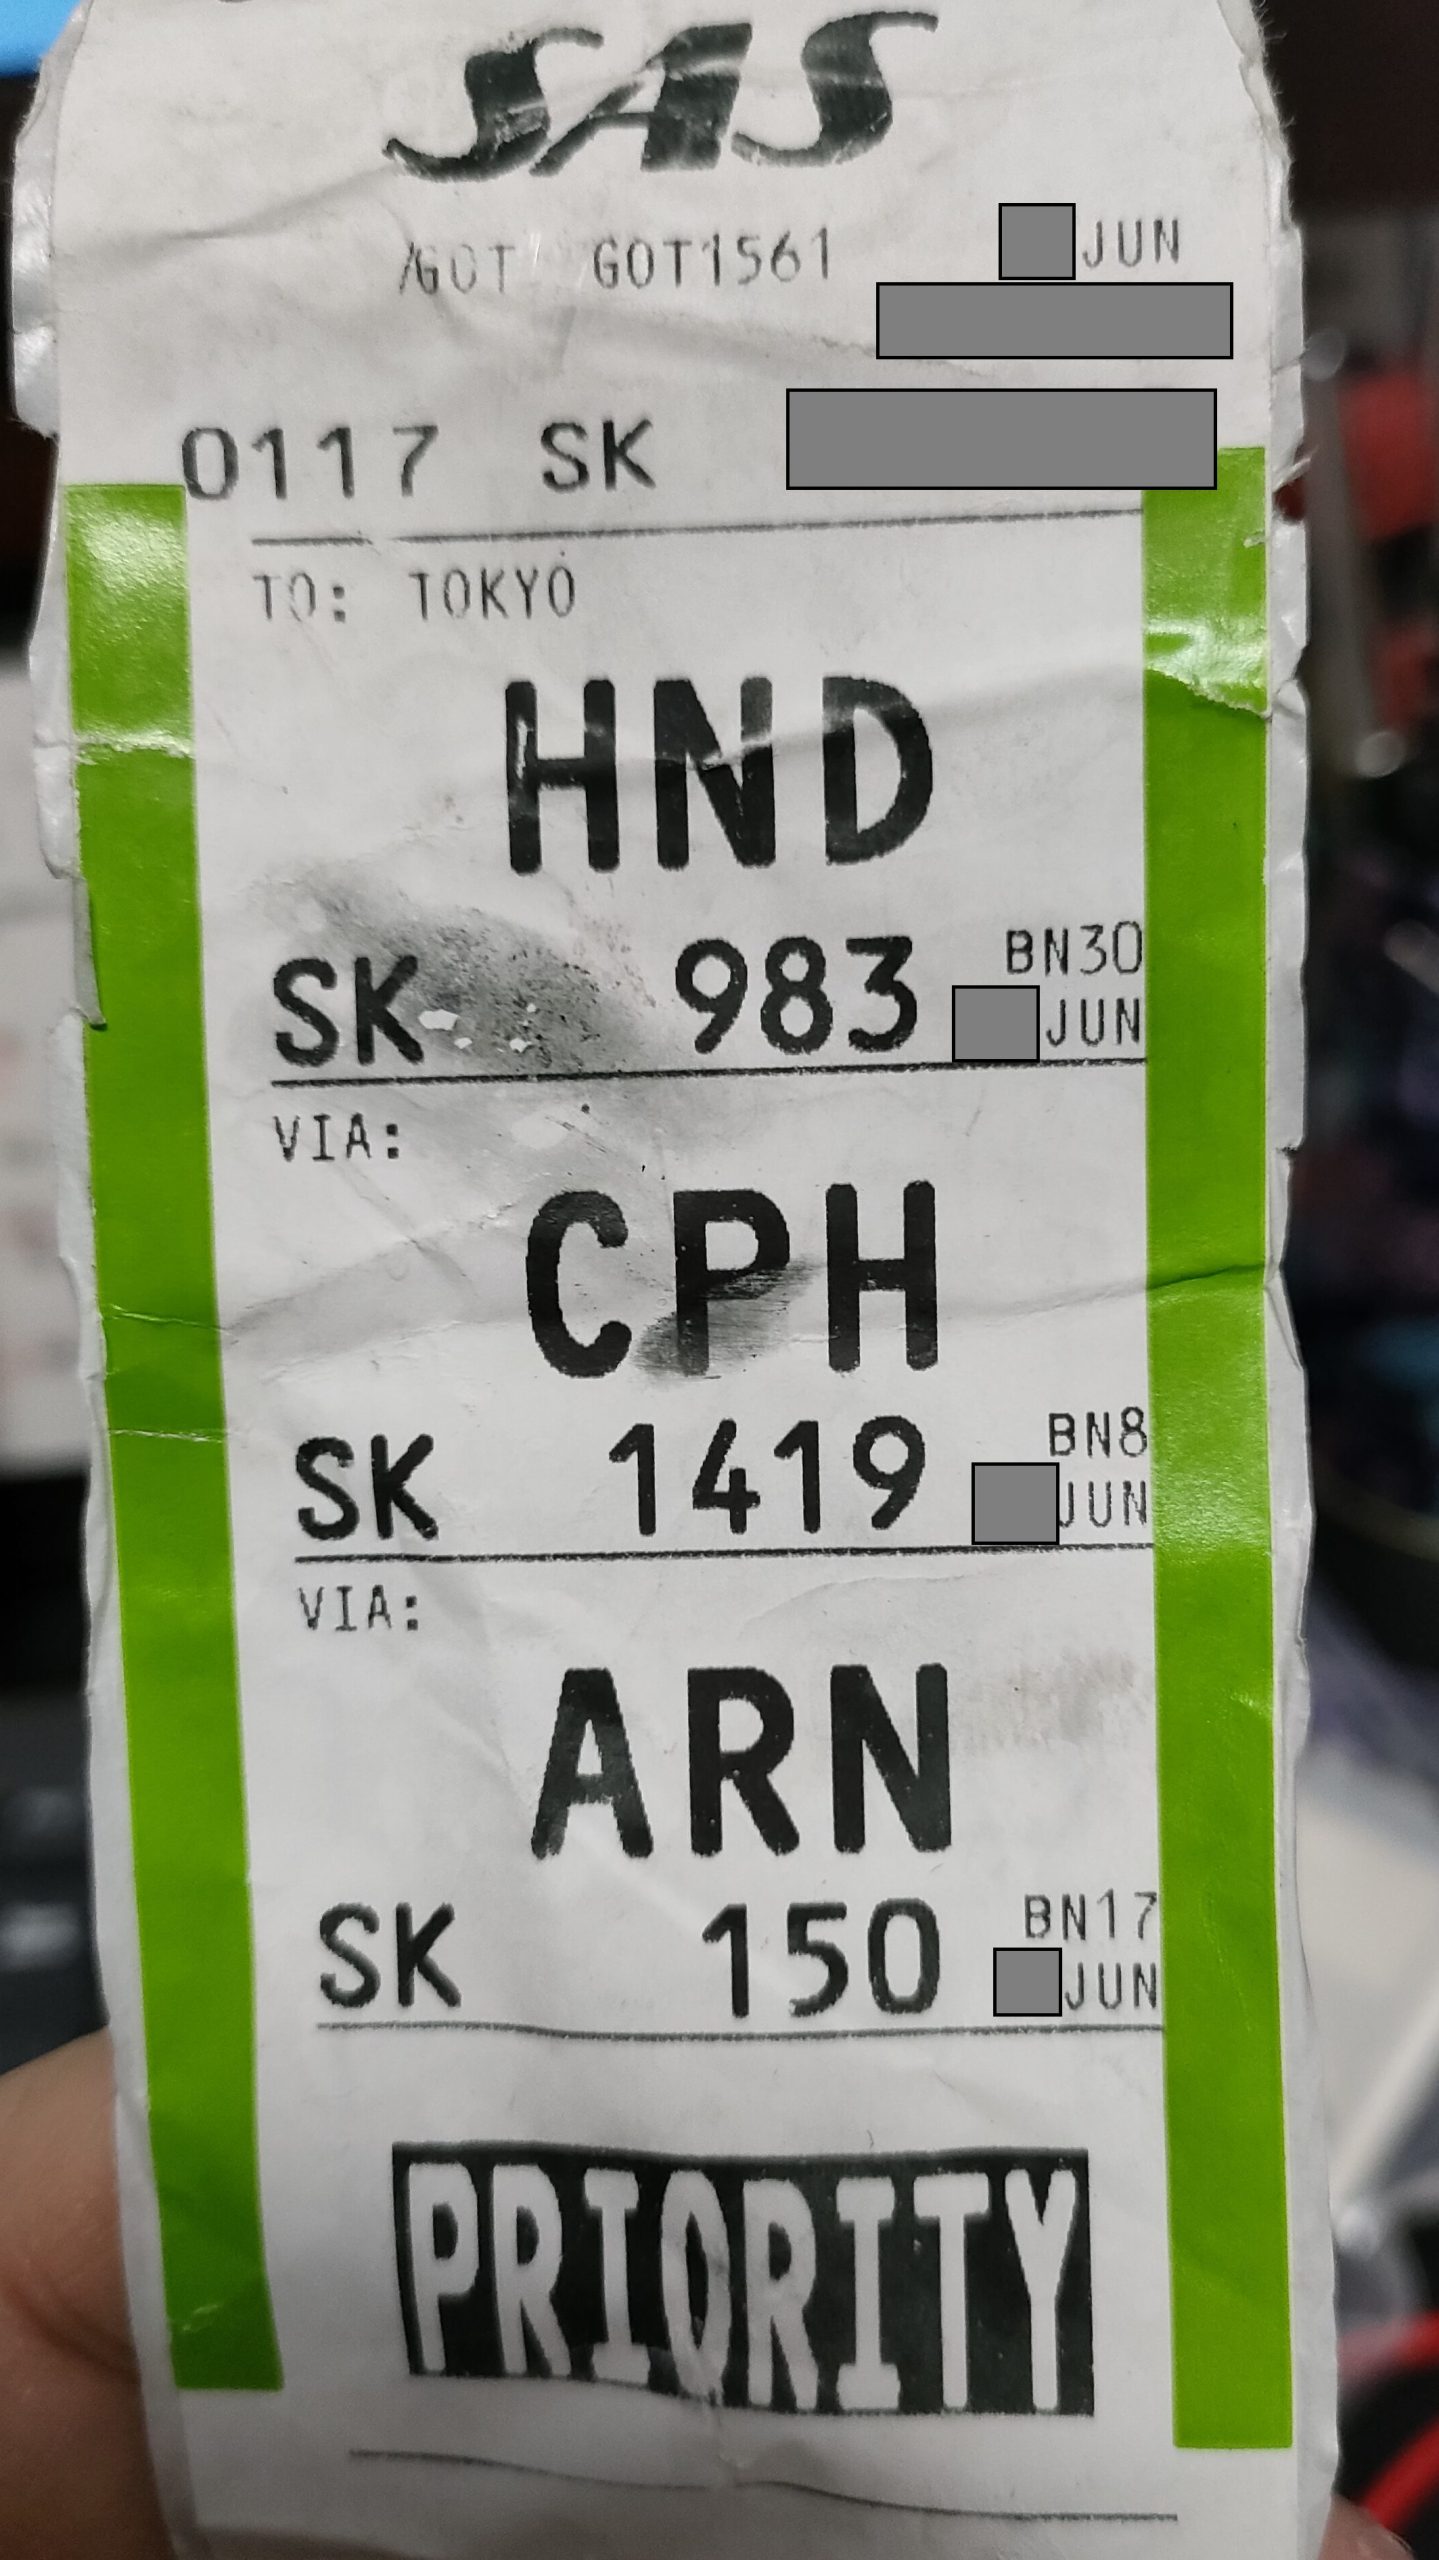 SAS
/GOT GOT1561 JUN
0117 SK
TO: TOKYO
HND
BN30
SK 983 JUN
VIA:
CPH
BN8
SK 1419 JUN
VIA:
ARN
BN17
SK 150 JUN
PRIORITY